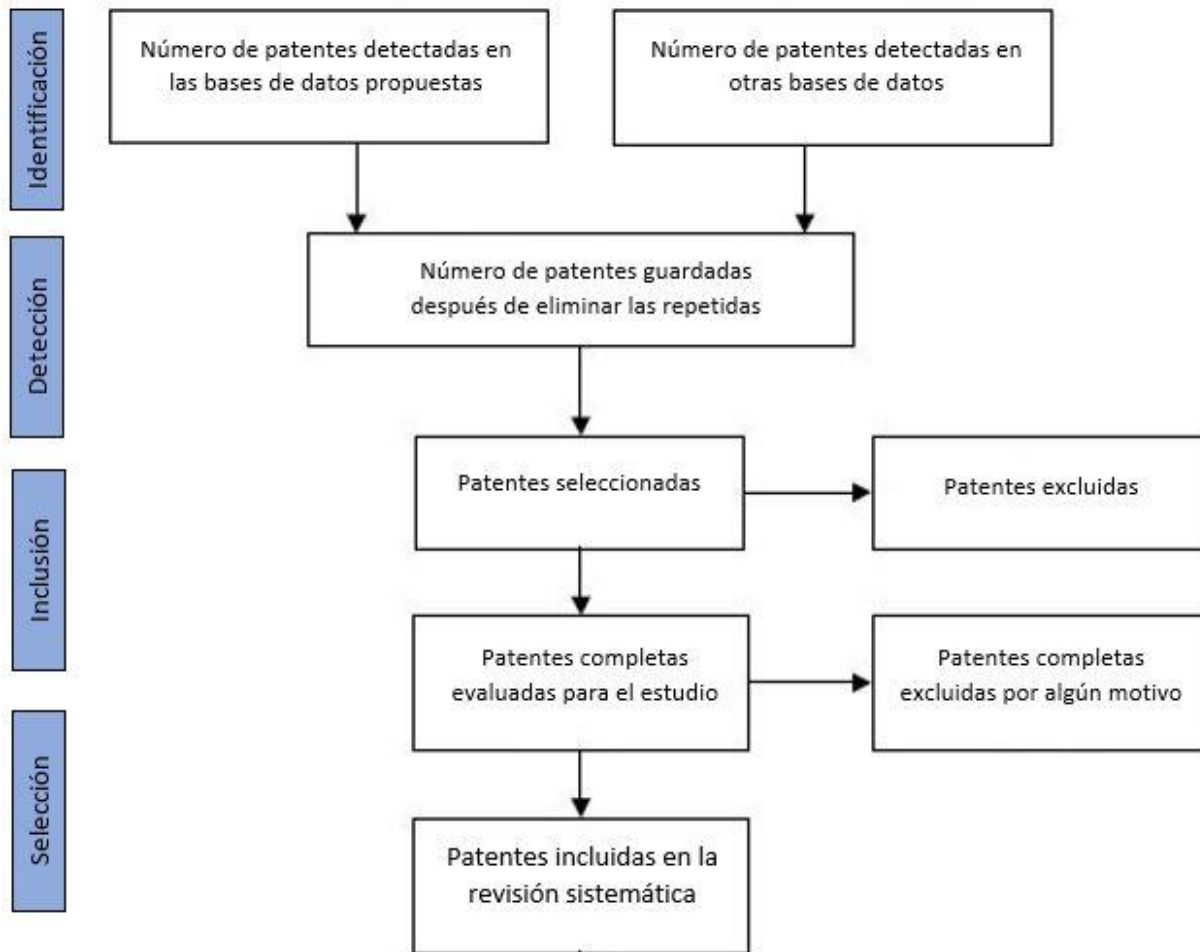 Identificación
Número de patentes detectadas en
las bases de datos propuestas
Número de patentes detectadas en
otras bases de datos
Detección
Número de patentes guardadas
después de eliminar las repetidas
Inclusión
Patentes seleccionadas
Patentes excluidas
Patentes completas
evaluadas para el estudio
Patentes completas
excluidas por algún motivo
Selección
Patentes incluidas en la
revisión sistemática